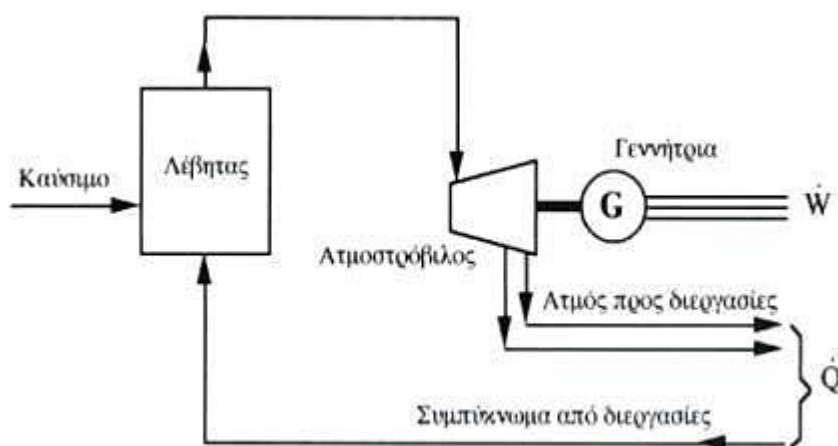 Λέβητας
Γεννήτρια
Καύσιμο
G
Ẇ
Ατμοστρόβιλος
Ατμός προς διεργασίες
Q̇
Συμπύκνωμα από διεργασίες